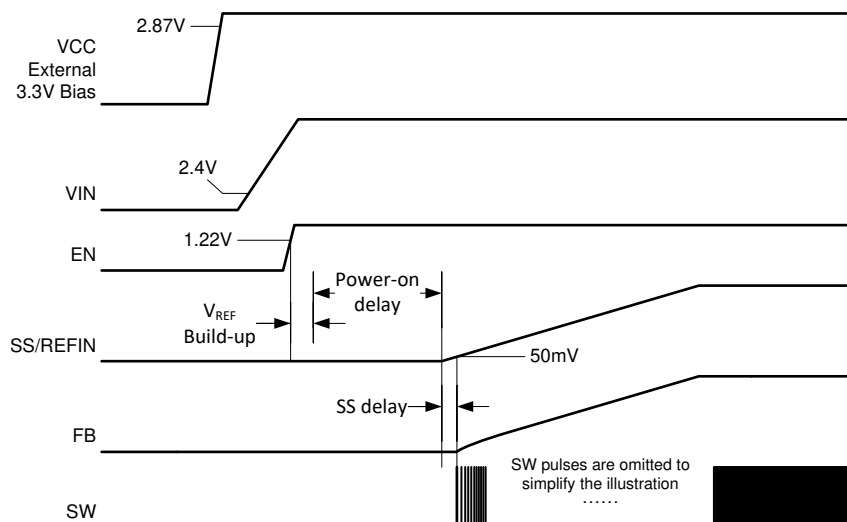 2.87V
VCC
External
3.3V Bias
2.4V
VIN
1.22V
EN
Power-on
delay
VREF
Build-up
SS/REFIN
50mV
SS delay
FB
SW pulses are omitted to
simplify the illustration
......
SW